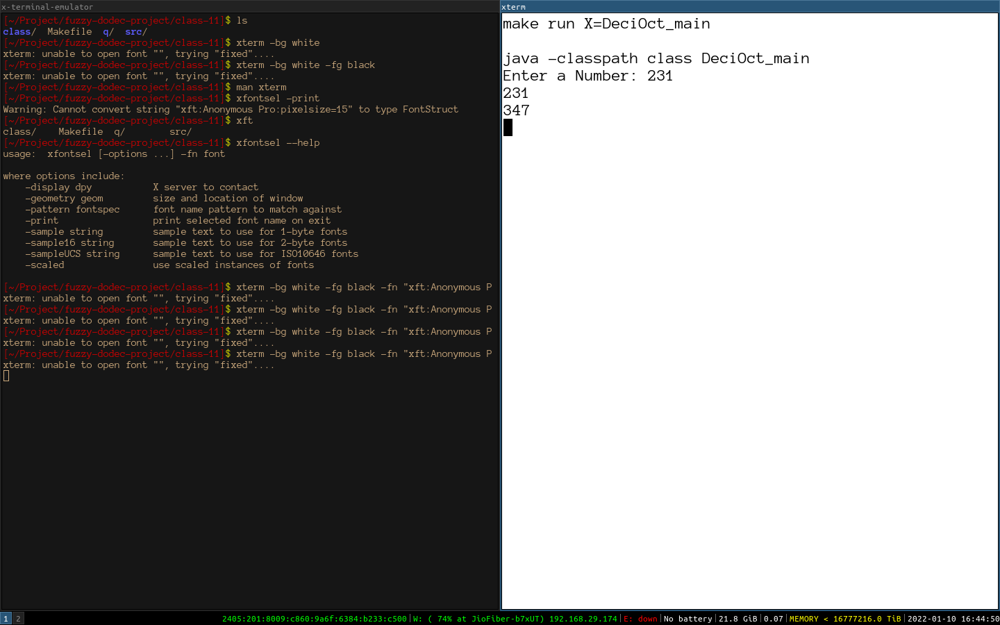 x-terminal-emulator
[~/Project/fuzzy-dodec-project/class-11]$ ls
class/  Makefile  q/  src/
[~/Project/fuzzy-dodec-project/class-11]$ xterm -bg white
xterm: unable to open font "", trying "fixed"....
[~/Project/fuzzy-dodec-project/class-11]$ xterm -bg white -fg black
xterm: unable to open font "", trying "fixed"....
[~/Project/fuzzy-dodec-project/class-11]$ man xterm
[~/Project/fuzzy-dodec-project/class-11]$ xfontsel -print
Warning: Cannot convert string "xft:Anonymous Pro:pixelsize=15" to type FontStruct
[~/Project/fuzzy-dodec-project/class-11]$ xft
class/    Makefile  q/        src/
[~/Project/fuzzy-dodec-project/class-11]$ xfontsel --help
usage:  xfontsel [-options ...] -fn font
where options include:
    -display dpy           X server to contact
    -geometry geom         size and location of window
    -pattern fontspec      font name pattern to match against
    -print                 print selected font name on exit
    -sample string         sample text to use for 1-byte fonts
    -sample16 string       sample text to use for 2-byte fonts
    -sampleUCS string      sample text to use for ISO10646 fonts
    -scaled                use scaled instances of fonts
[~/Project/fuzzy-dodec-project/class-11]$ xterm -bg white -fg black -fn "xft:Anonymous P
xterm: unable to open font "", trying "fixed"....
[~/Project/fuzzy-dodec-project/class-11]$ xterm -bg white -fg black -fn "xft:Anonymous P
xterm: unable to open font "", trying "fixed"....
[~/Project/fuzzy-dodec-project/class-11]$ xterm -bg white -fg black -fn "xft:Anonymous P
xterm: unable to open font "", trying "fixed"....
[~/Project/fuzzy-dodec-project/class-11]$ xterm -bg white -fg black -fn "xft:Anonymous P
xterm: unable to open font "", trying "fixed"....
xterm
make run X=DeciOct_main
java -classpath class DeciOct_main
Enter a Number: 231
231
347
1 2 2405:201:8009:c860:9a6f:6384:b233:c500|W: ( 74% at JioFiber-b7xUT) 192.168.29.174|E: down|No battery|21.8 GiB|0.07|MEMORY < 16777216.0 TiB|2022-01-10 16:44:50